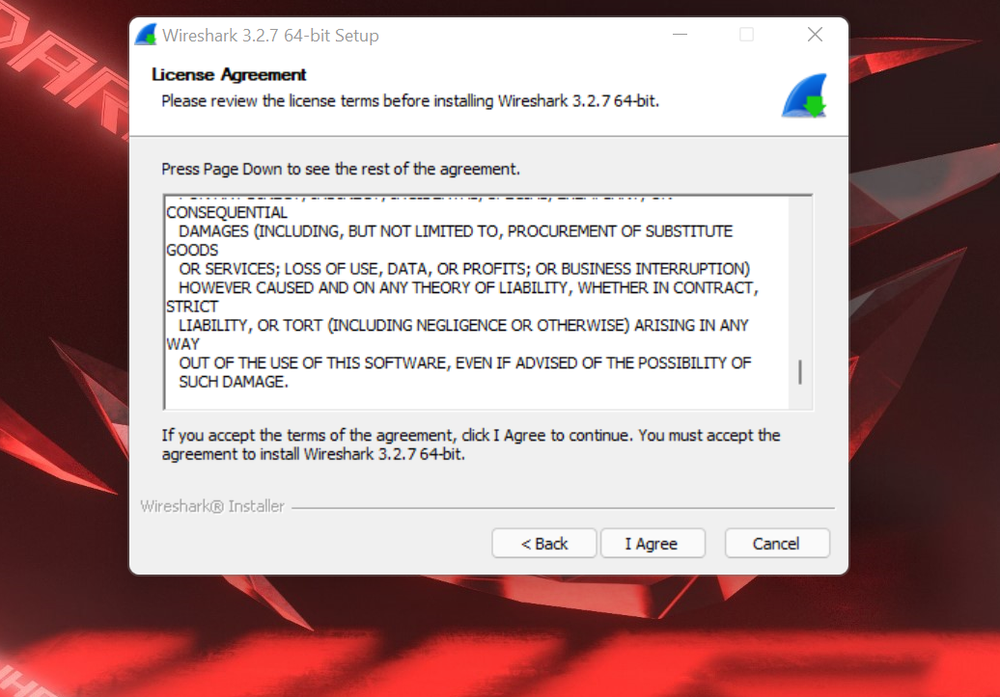 Wireshark 3.2.7 64-bit Setup
License Agreement
Please review the license terms before installing Wireshark 3.2.7 64-bit.
Press Page Down to see the rest of the agreement.
CONSEQUENTIAL
DAMAGES (INCLUDING, BUT NOT LIMITED TO, PROCUREMENT OF SUBSTITUTE
GOODS
OR SERVICES; LOSS OF USE, DATA, OR PROFITS; OR BUSINESS INTERRUPTION)
HOWEVER CAUSED AND ON ANY THEORY OF LIABILITY, WHETHER IN CONTRACT,
STRICT
LIABILITY, OR TORT (INCLUDING NEGLIGENCE OR OTHERWISE) ARISING IN ANY
WAY
OUT OF THE USE OF THIS SOFTWARE, EVEN IF ADVISED OF THE POSSIBILITY OF
SUCH DAMAGE.
If you accept the terms of the agreement, click I Agree to continue. You must accept the
agreement to install Wireshark 3.2.7 64-bit.
Wireshark® Installer
< Back
I Agree
Cancel